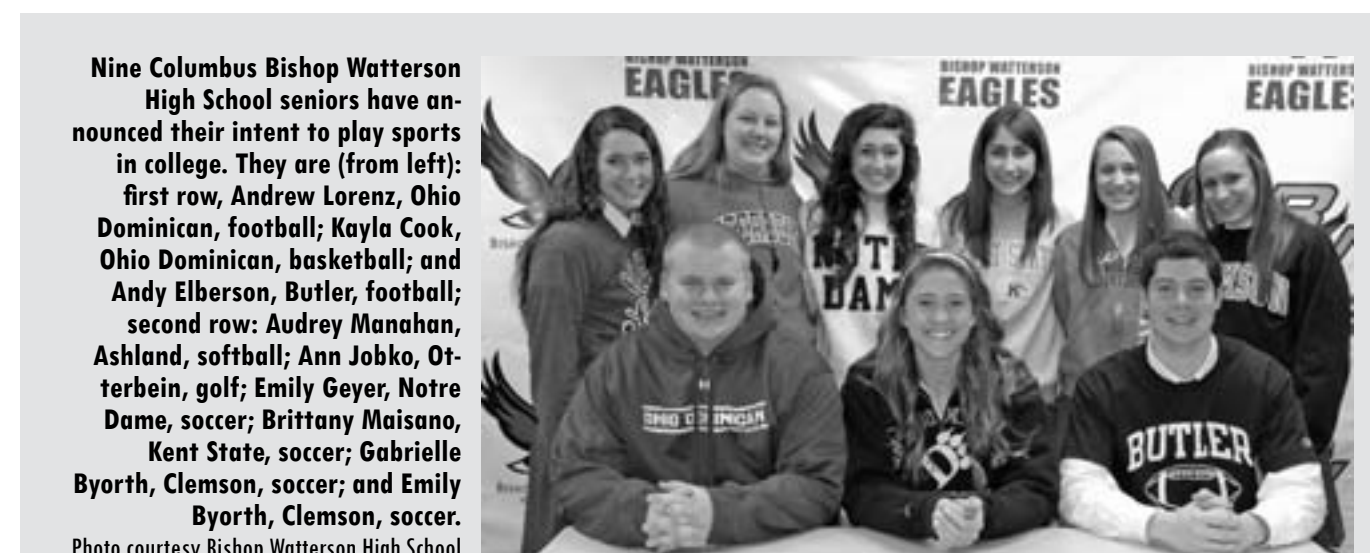 Nine Columbus Bishop Watterson
High School seniors have an-
nounced their intent to play sports
in college. They are (from left):
first row, Andrew Lorenz, Ohio
Dominican, football; Kayla Cook,
Ohio Dominican, basketball; and
Andy Elberson, Butler, football;
second row: Audrey Manahan,
Ashland, softball; Ann Jobko, Ot-
terbein, golf; Emily Geyer, Notre
Dame, soccer; Brittany Maisano,
Kent State, soccer; Gabrielle
Byorth, Clemson, soccer; and Emily
Byorth, Clemson, soccer.
Photo courtesy Bishop Watterson High School
BISHOP WATTERSON
EAGLES
BISHOP WATTERSON
EAGLES
BISHOP WATTERSON
EAGLES
NOTRE
DAME
OHIO DOMINICAN
D
BUTLER